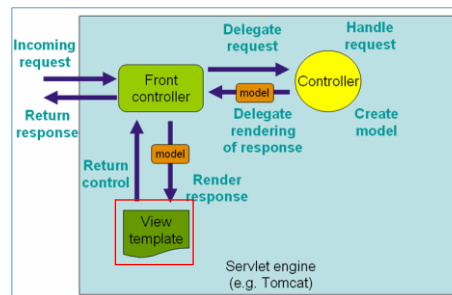 Incoming
request
Return
response
Front
controller
Delegate
request
model
Delegate
rendering
of response
Handle
request
Controller
Create
model
Return
control
model
Render
response
View
template
Servlet engine
(e.g. Tomcat)